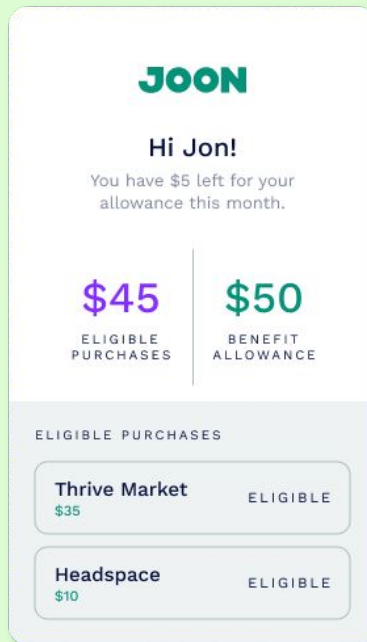 JOON
Hi Jon!
You have $5 left for your
allowance this month.
$45
ELIGIBLE
PURCHASES
$50
BENEFIT
ALLOWANCE
ELIGIBLE PURCHASES
Thrive Market
$35
ELIGIBLE
Headspace
$10
ELIGIBLE